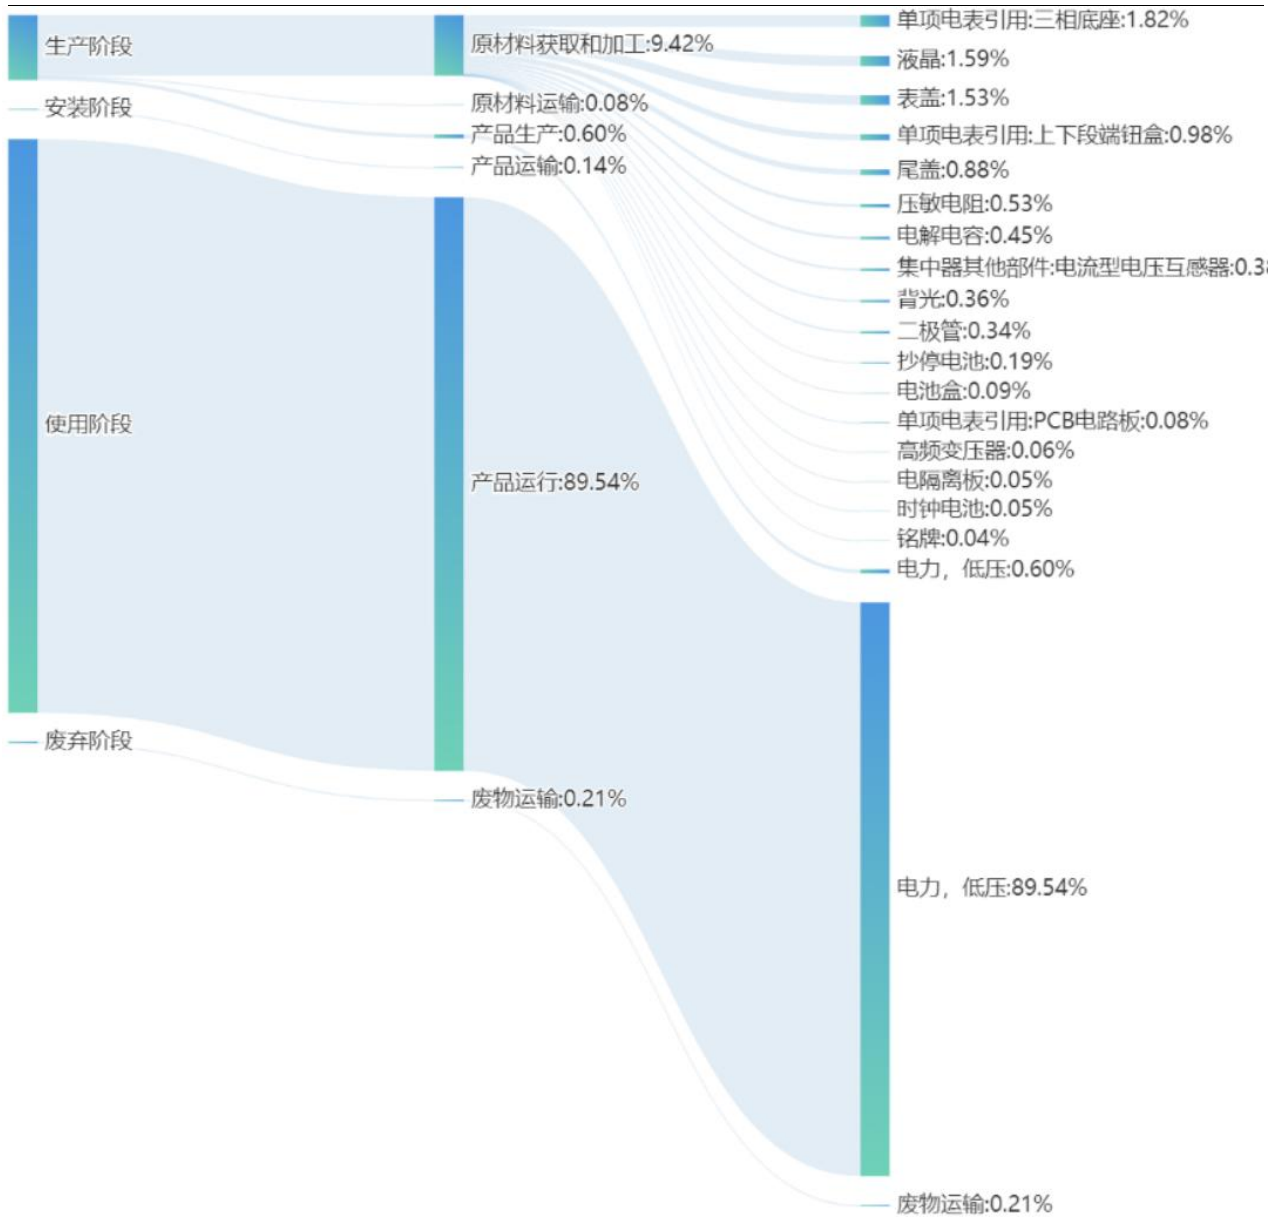 生产阶段
安装阶段
使用阶段
废弃阶段
原材料获取和加工:9.42%
原材料运输:0.08%
产品生产:0.60%
产品运输:0.14%
产品运行:89.54%
废物运输:0.21%
单项电表引用:三相底座:1.82%
液晶:1.59%
表盖:1.53%
单项电表引用:上下段端钮盒:0.98%
尾盖:0.88%
压敏电阻:0.53%
电解电容:0.45%
集中器其他部件:电流型电压互感器:0.38
背光:0.36%
二极管:0.34%
抄停电池:0.19%
电池盒:0.09%
单项电表引用:PCB电路板:0.08%
高频变压器:0.06%
电隔离板:0.05%
时钟电池:0.05%
铭牌:0.04%
电力，低压:0.60%
电力，低压:89.54%
废物运输:0.21%